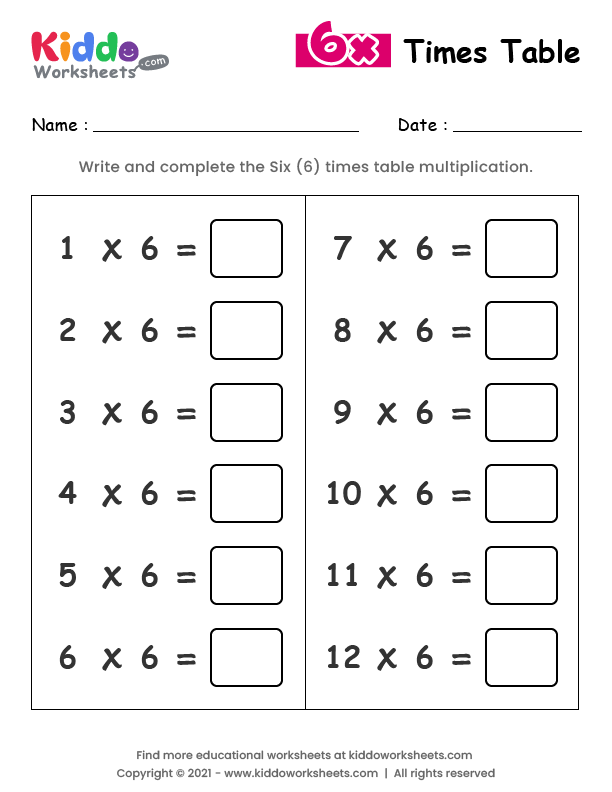 Kiddo
Worksheets.com
6x Times Table
Name : Date :
Write and complete the Six (6) times table multiplication.
1 x 6 =
2 x 6 =
3 x 6 =
4 x 6 =
5 x 6 =
6 x 6 =
7 x 6 =
8 x 6 =
9 x 6 =
10 x 6 =
11 x 6 =
12 x 6 =
Find more educational worksheets at kiddoworksheets.com
Copyright © 2021 - www.kiddoworksheets.com | All rights reserved